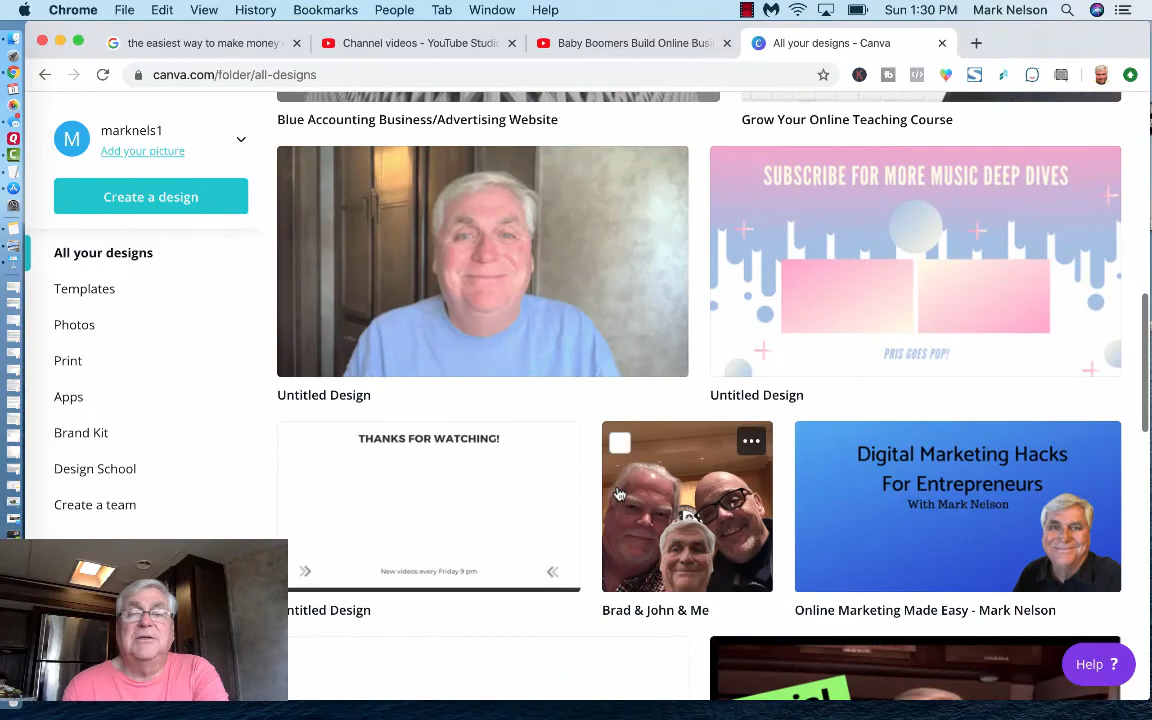 Chrome File Edit View History Bookmarks People Tab Window Help Sun 1:30 PM Mark Nelson
the easiest way to make money
Channel videos - YouTube Studio
Baby Boomers Build Online Busi
All your designs - Canva
canva.com/folder/all-designs
M
marknels1
Add your picture
Create a design
All your designs
Templates
Photos
Print
Apps
Brand Kit
Design School
Create a team
Blue Accounting Business/Advertising Website
Grow Your Online Teaching Course
SUBSCRIBE FOR MORE MUSIC DEEP DIVES
PRIS GOES POP!
Untitled Design
Untitled Design
THANKS FOR WATCHING!
New videos every Friday 9 pm
Digital Marketing Hacks
For Entrepreneurs
With Mark Nelson
ntitled Design
Brad & John & Me
Online Marketing Made Easy - Mark Nelson
Help ?